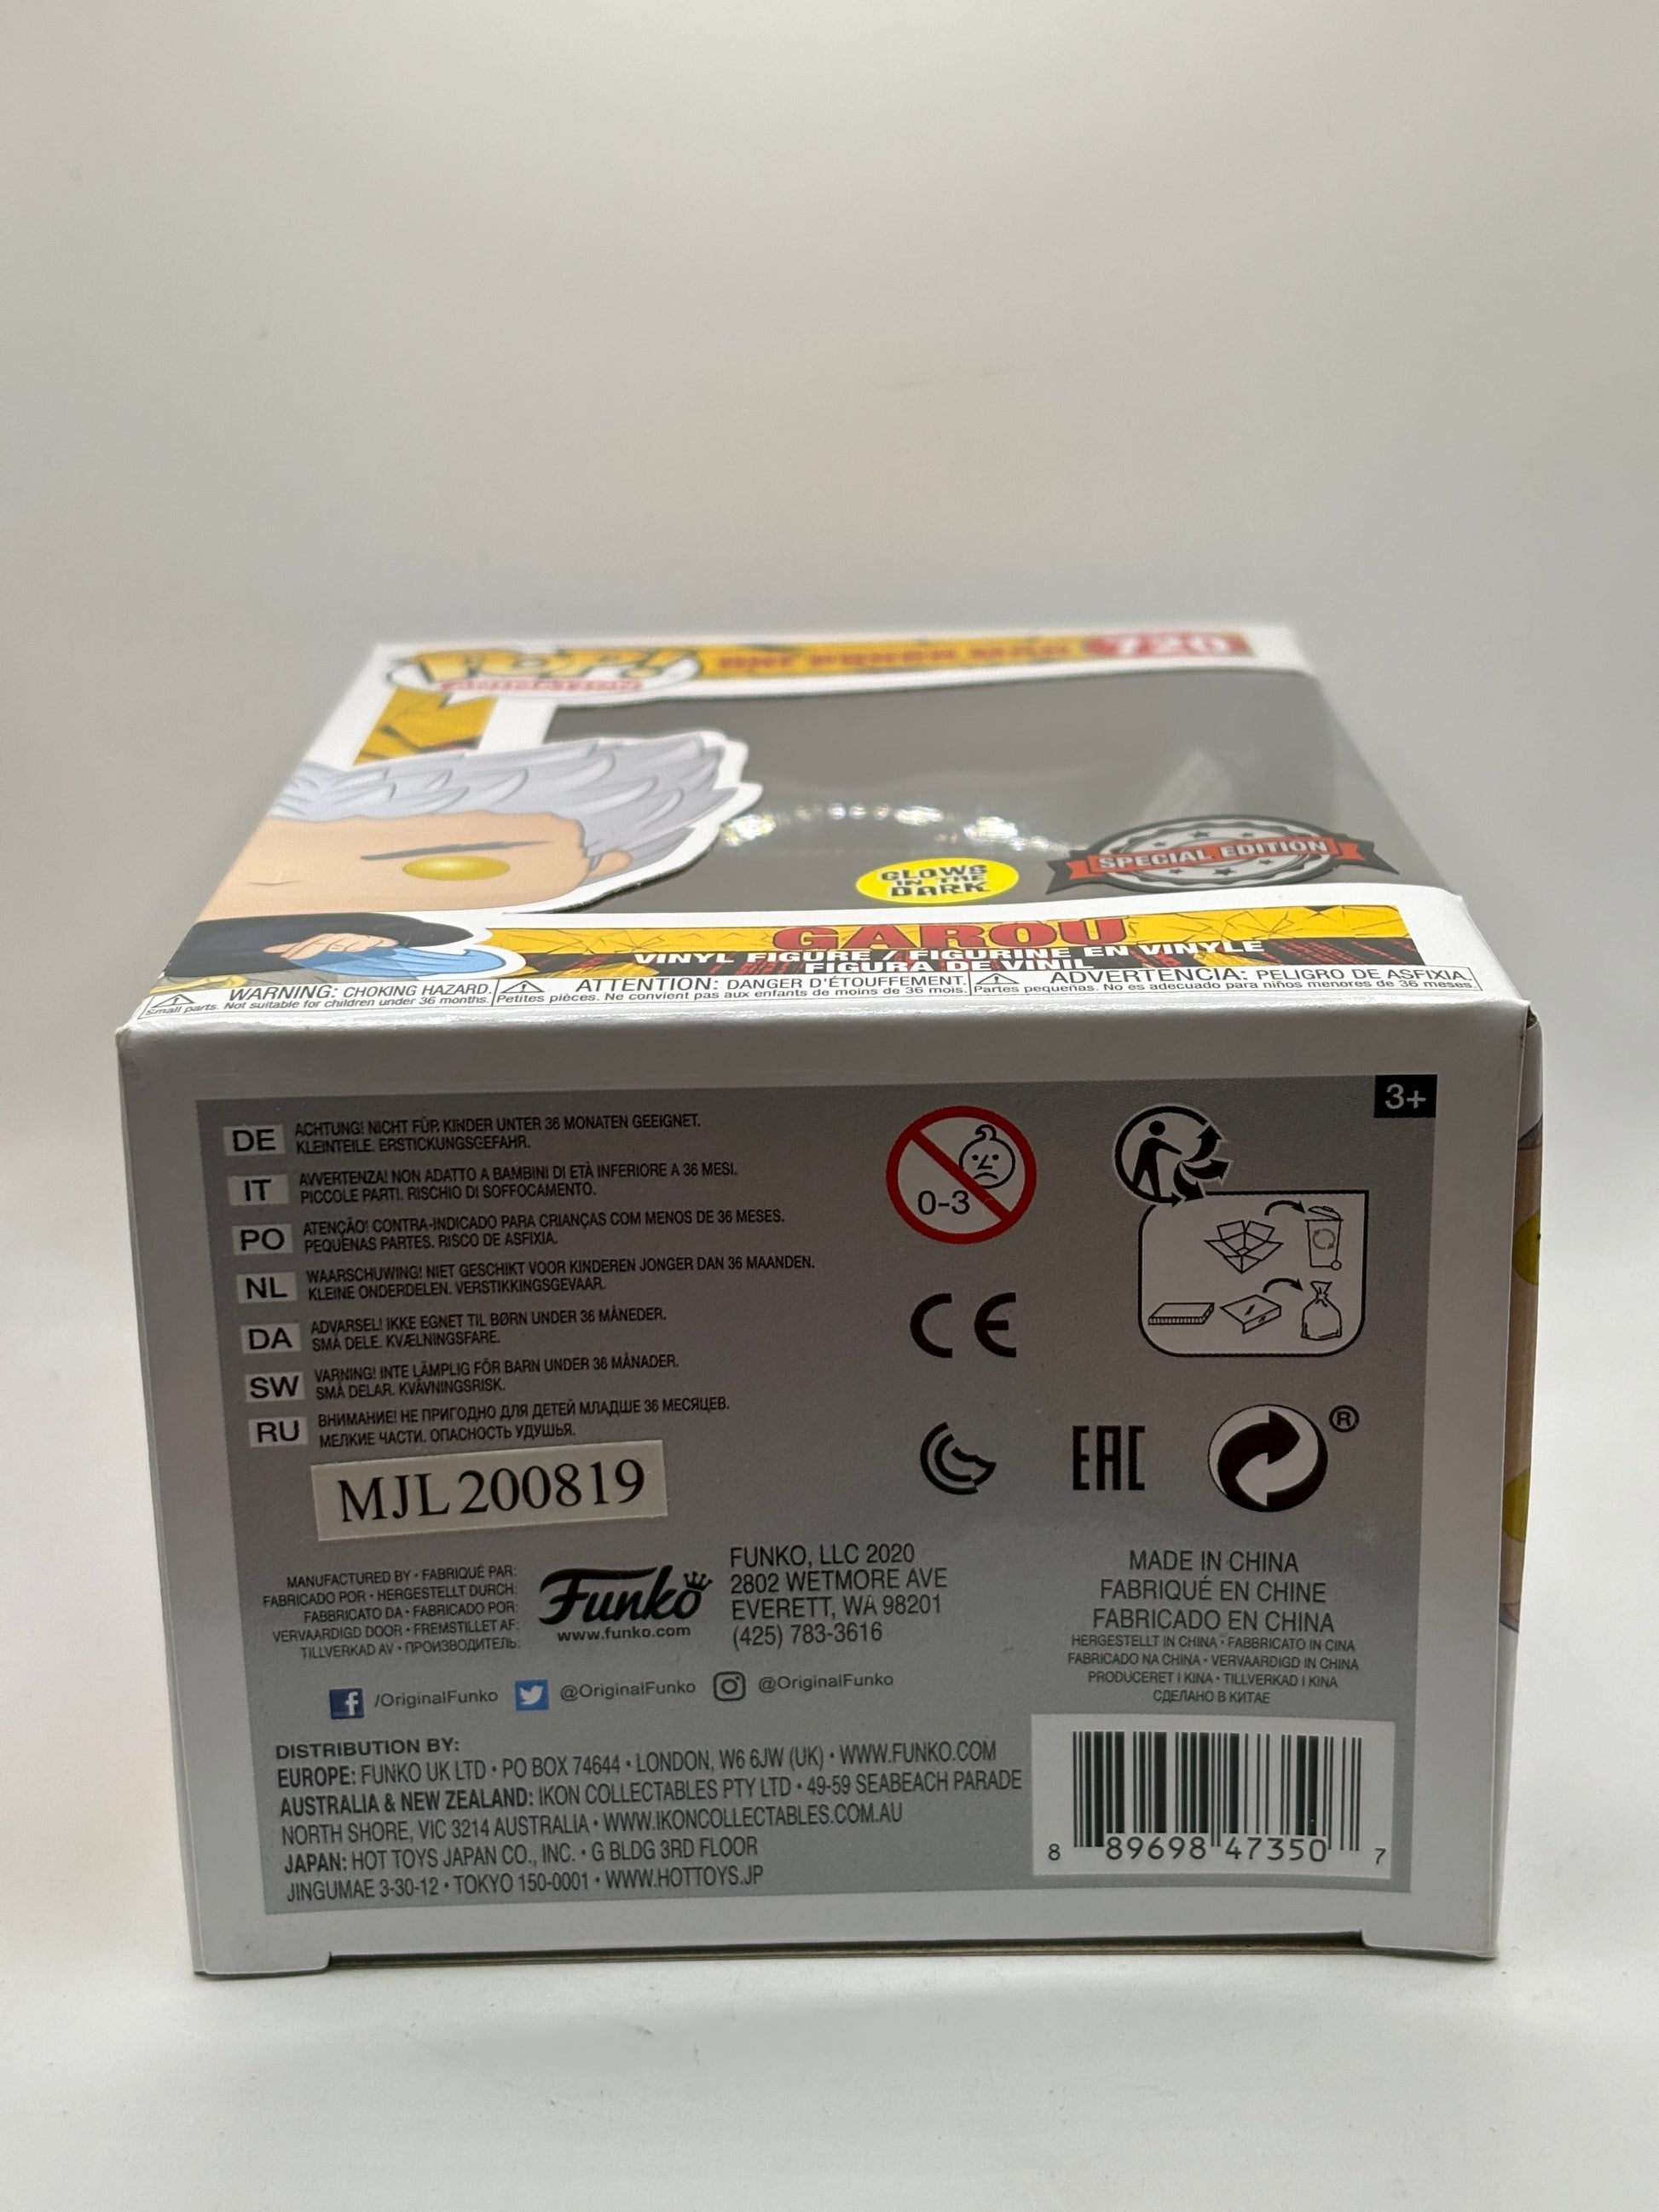 POP! ONE PUNCH MAN 720
ANIMATION
SPECIAL EDITION
GLOWS
IN THE
DARK
GAROU
VINYL FIGURE / FIGURINE EN VINYLE
FIGURA DE VINIL
WARNING: CHOKING HAZARD.
Small parts. Not suitable for children under 36 months.
ATTENTION: DANGER D'ÉTOUFFEMENT.
Petites pièces. Ne convient pas aux enfants de moins de 36 mois.
ADVERTENCIA: PELIGRO DE ASFIXIA.
Partes pequeñas. No es adecuado para niños menores de 36 meses.
3+
DE ACHTUNG! NICHT FÜR KINDER UNTER 36 MONATEN GEEIGNET.
KLEINTEILE. ERSTICKUNGSGEFAHR.
IT AVVERTENZA! NON ADATTO A BAMBINI DI ETÀ INFERIORE A 36 MESI.
PICCOLE PARTI. RISCHIO DI SOFFOCAMENTO.
PO ATENÇÃO! CONTRA-INDICADO PARA CRIANÇAS COM MENOS DE 36 MESES.
PEQUENAS PARTES. RISCO DE ASFIXIA.
NL WAARSCHUWING! NIET GESCHIKT VOOR KINDEREN JONGER DAN 36 MAANDEN.
KLEINE ONDERDELEN. VERSTIKKINGSGEVAAR.
DA ADVARSEL! IKKE EGNET TIL BØRN UNDER 36 MÅNEDER.
SMÅ DELE. KVÆLNINGSFARE.
SW VARNING! INTE LÄMPLIG FÖR BARN UNDER 36 MÅNADER.
SMÅ DELAR. KVÄVNINGSRISK.
RU ВНИМАНИЕ! НЕ ПРИГОДНО ДЛЯ ДЕТЕЙ МЛАДШЕ 36 МЕСЯЦЕВ.
МЕЛКИЕ ЧАСТИ. ОПАСНОСТЬ УДУШЬЯ.
0-3
CE
EAC
®
MJL 200819
MANUFACTURED BY • FABRIQUÉ PAR:
FABRICADO POR • HERGESTELLT DURCH:
FABBRICATO DA • FABRICADO POR:
VERVAARDIGD DOOR • FREMSTILLET AF:
TILLVERKAD AV • ПРОИЗВОДИТЕЛЬ:
Funko
www.funko.com
FUNKO, LLC 2020
2802 WETMORE AVE
EVERETT, WA 98201
(425) 783-3616
MADE IN CHINA
FABRIQUÉ EN CHINE
FABRICADO EN CHINA
HERGESTELLT IN CHINA • FABBRICATO IN CINA
FABRICADO NA CHINA • VERVAARDIGD IN CHINA
PRODUCERET I KINA • TILLVERKAD I KINA
СДЕЛАНО В КИТАЕ
/OriginalFunko @OriginalFunko @OriginalFunko
DISTRIBUTION BY:
EUROPE: FUNKO UK LTD • PO BOX 74644 • LONDON, W6 6JW (UK) • WWW.FUNKO.COM
AUSTRALIA & NEW ZEALAND: IKON COLLECTABLES PTY LTD • 49-59 SEABEACH PARADE
NORTH SHORE, VIC 3214 AUSTRALIA • WWW.IKONCOLLECTABLES.COM.AU
JAPAN: HOT TOYS JAPAN CO., INC. • G BLDG 3RD FLOOR
JINGUMAE 3-30-12 • TOKYO 150-0001 • WWW.HOTTOYS.JP
8 89698 47350 7